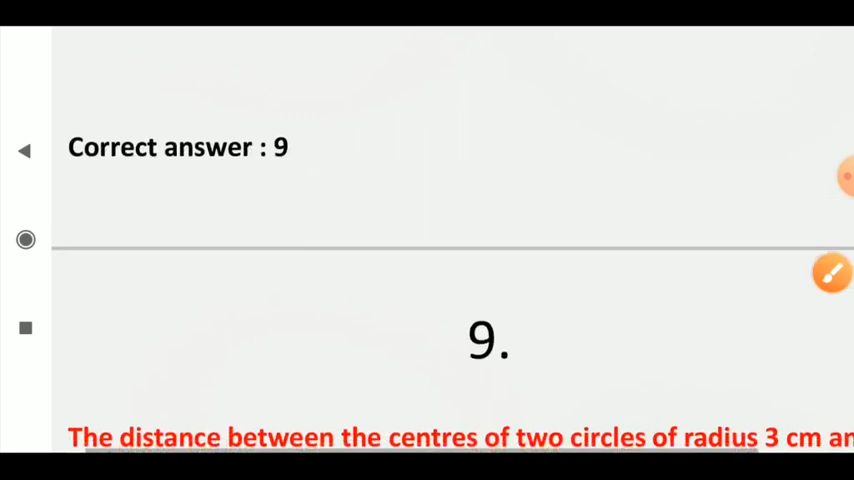 Correct answer : 9
9.
The distance between the centres of two circles of radius 3 cm